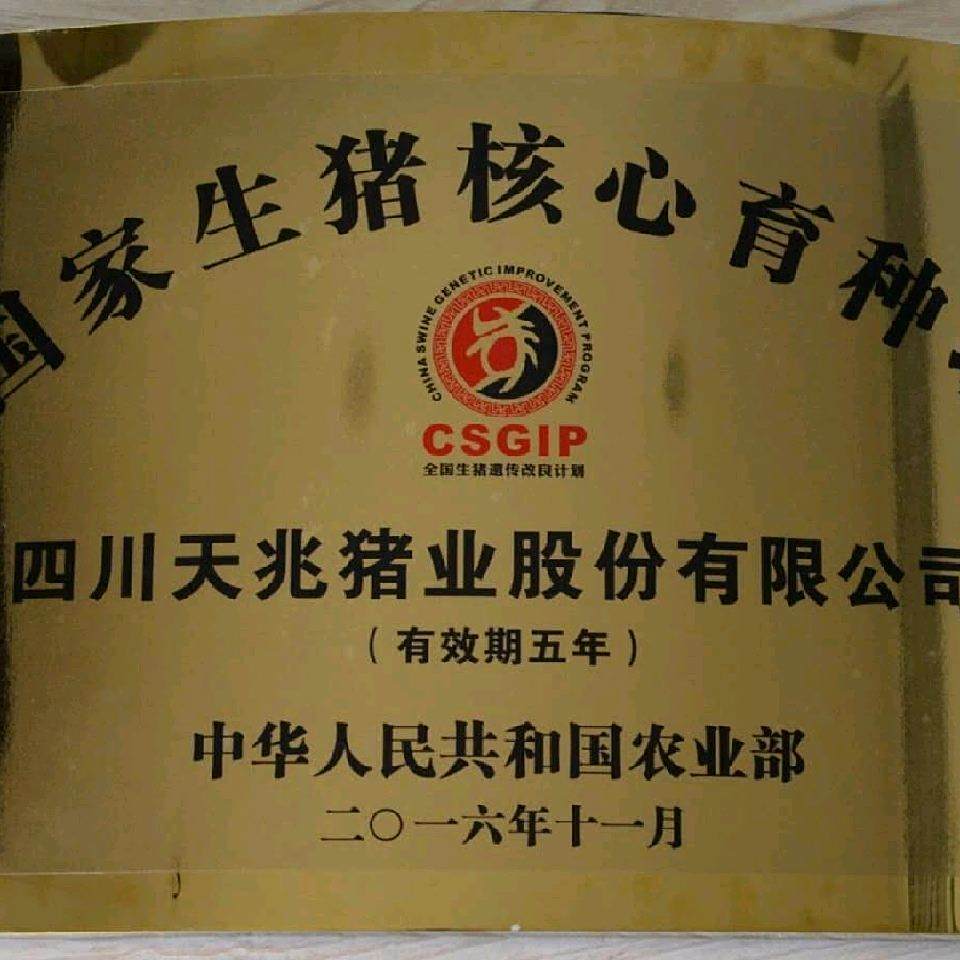 国家生猪核心育种
CHINA SWINE GENETIC IMPROVEMENT PROGRAM
CSGIP
全国生猪遗传改良计划
四川天兆猪业股份有限公司
（有效期五年）
中华人民共和国农业部
二〇一六年十一月